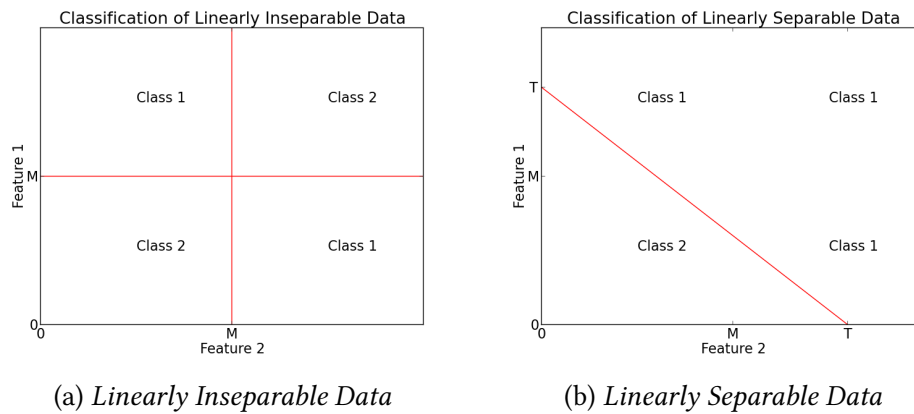 Classification of Linearly Inseparable Data
Class 1
Class 2
Feature 1
M
Class 2
Class 1
0
0
M
Feature 2
(a) Linearly Inseparable Data
Classification of Linearly Separable Data
T
Class 1
Class 1
Feature 1
M
Class 2
Class 1
0
M
T
Feature 2
(b) Linearly Separable Data